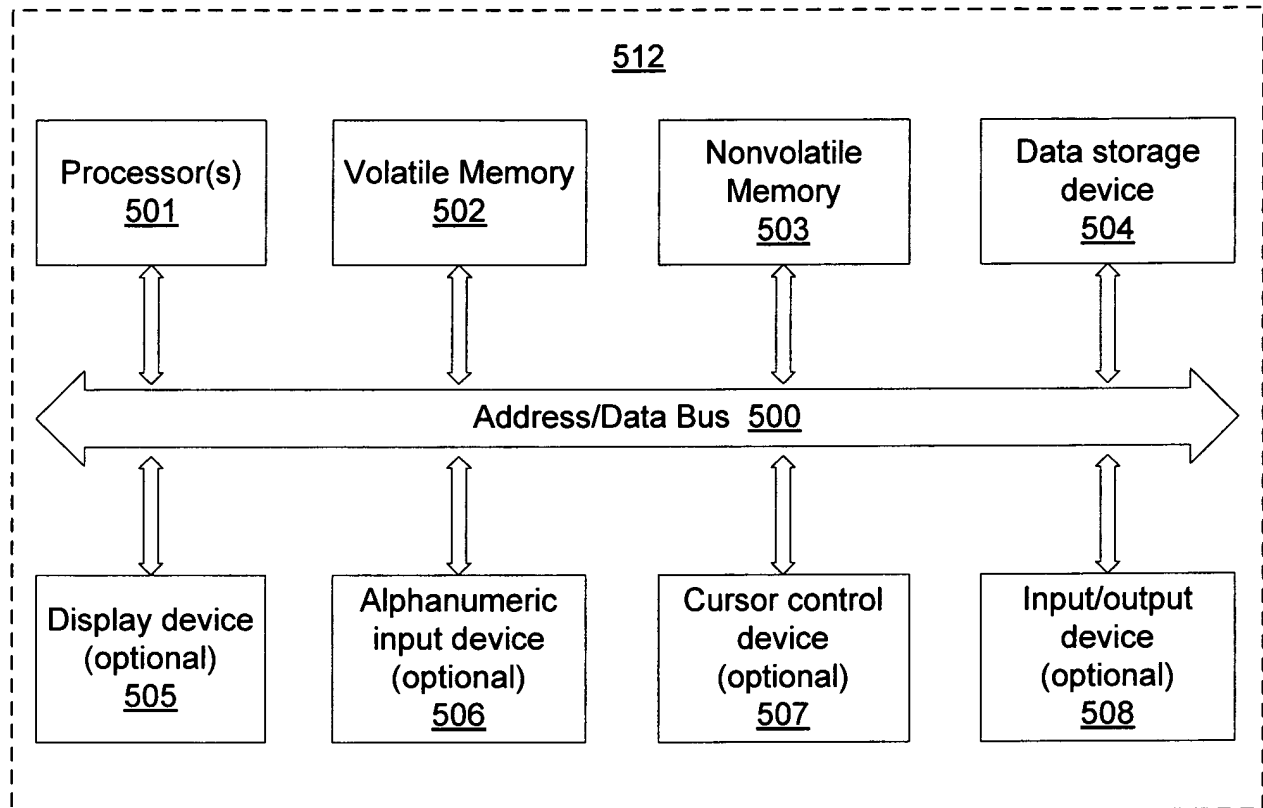 512
Processor(s)
501
Volatile Memory
502
Nonvolatile
Memory
503
Data storage
device
504
Address/Data Bus 500
Display device
(optional)
505
Alphanumeric
input device
(optional)
506
Cursor control
device
(optional)
507
Input/output
device
(optional)
508